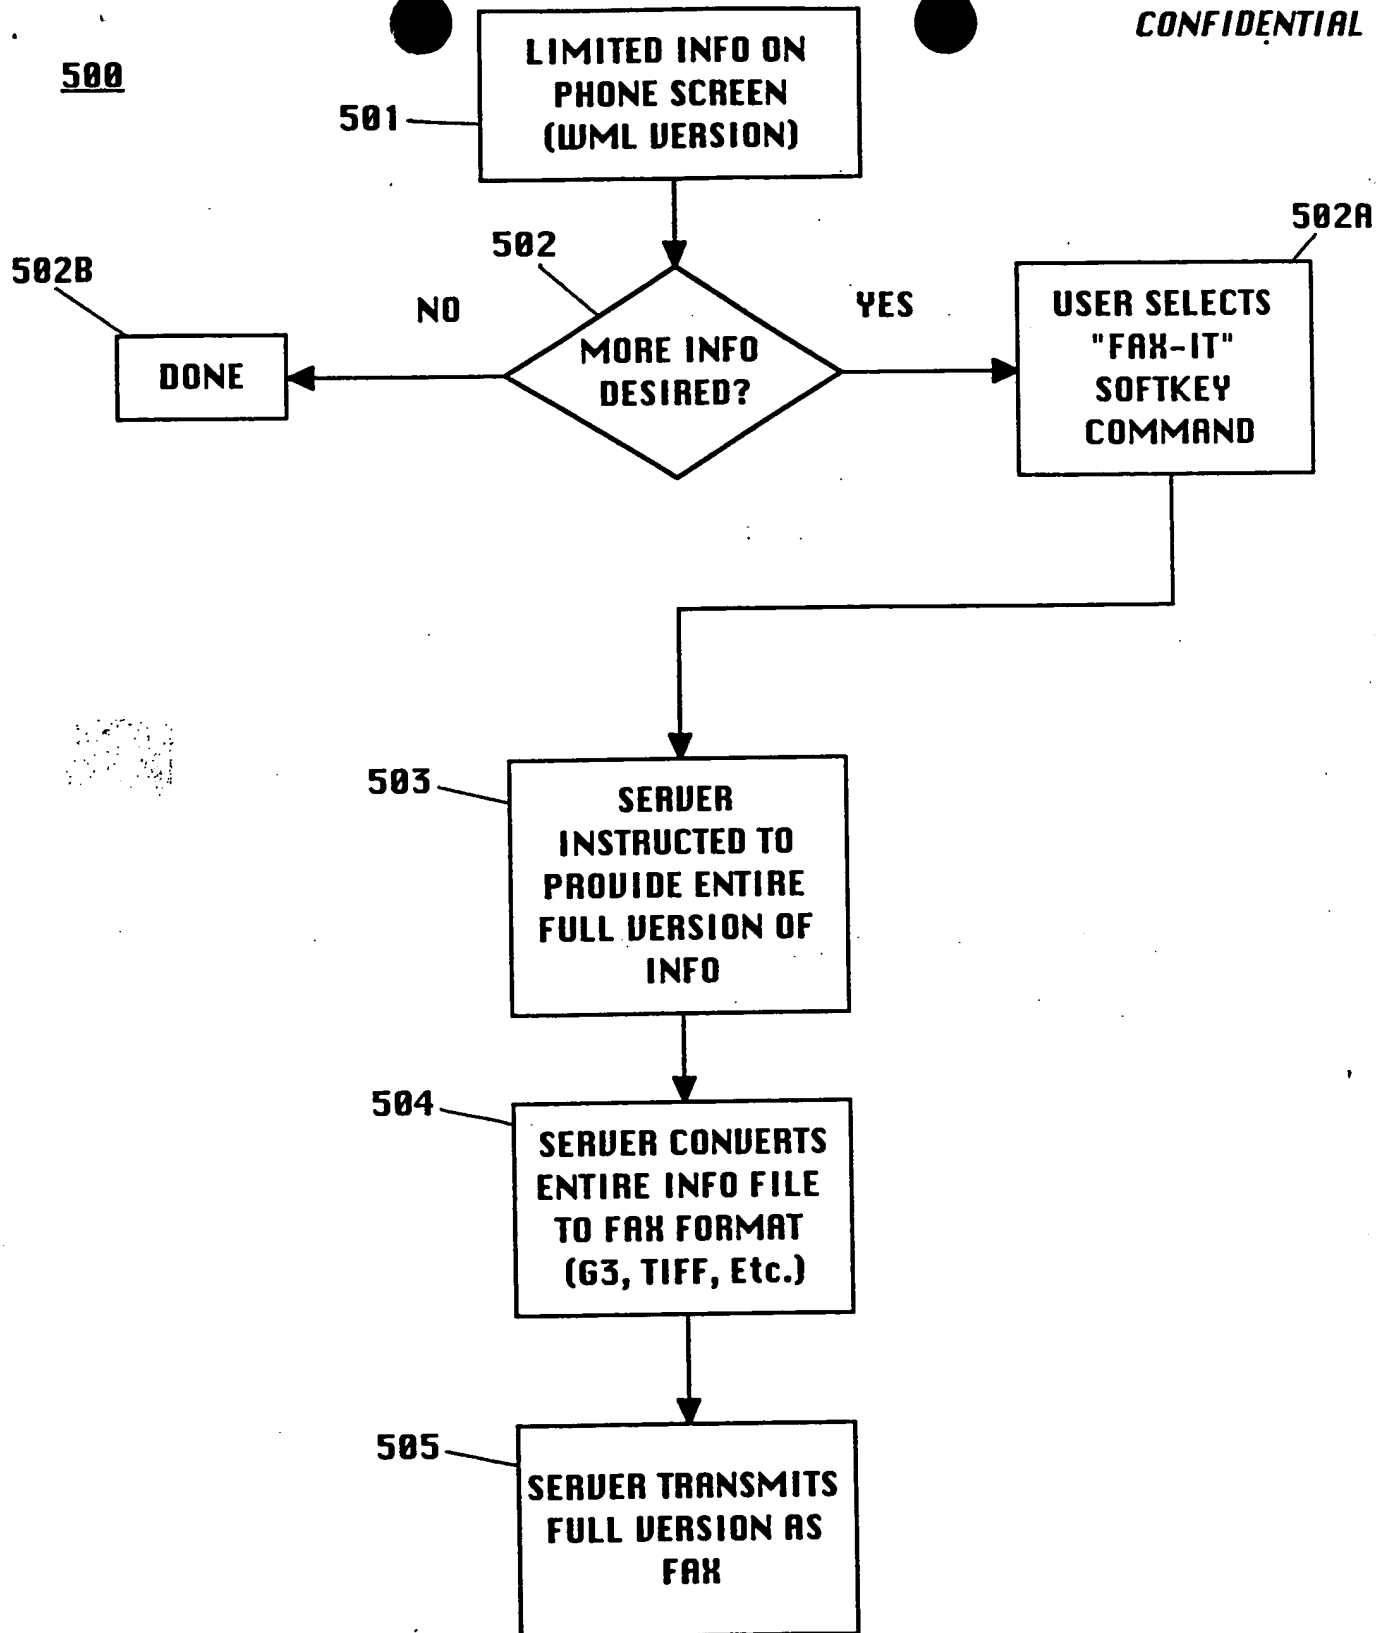 CONFIDENTIAL
500
LIMITED INFO ON
PHONE SCREEN
(WML VERSION)
501
502
502A
502B
NO
YES
MORE INFO
DESIRED?
DONE
USER SELECTS
"FAX-IT"
SOFTKEY
COMMAND
503
SERVER
INSTRUCTED TO
PROVIDE ENTIRE
FULL VERSION OF
INFO
504
SERVER CONVERTS
ENTIRE INFO FILE
TO FAX FORMAT
(G3, TIFF, Etc.)
505
SERVER TRANSMITS
FULL VERSION AS
FAX